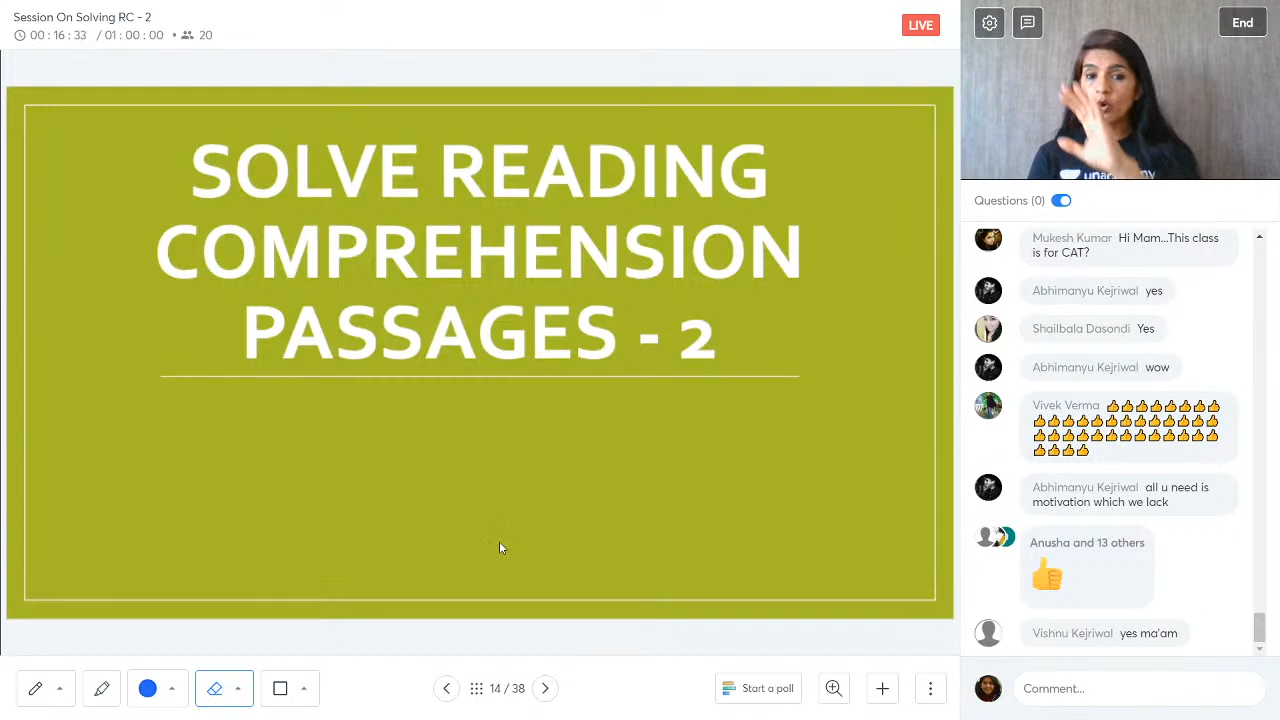 Session On Solving RC - 2
00 : 16 : 33 / 01 : 00 : 00 • 20
LIVE
End
SOLVE READING
COMPREHENSION
PASSAGES - 2
Questions (0)
Mukesh Kumar Hi Mam...This class
is for CAT?
Abhimanyu Kejriwal yes
Shailbala Dasondi Yes
Abhimanyu Kejriwal wow
Vivek Verma 👍👍👍👍👍👍👍👍
👍👍👍👍👍👍👍👍👍👍👍👍👍
👍👍👍👍👍👍👍👍👍👍👍👍👍
👍👍👍👍
Abhimanyu Kejriwal all u need is
motivation which we lack
Anusha and 13 others
👍
Vishnu Kejriwal yes ma'am
14 / 38
Start a poll
Comment...